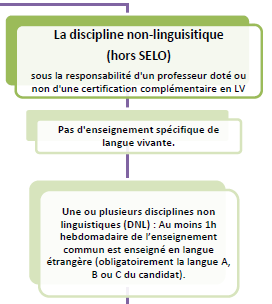 La discipline non-linguisitique
(hors SELO)
sous la responsabilité d'un professeur doté ou
non d'une certification complémentaire en LV
Pas d'enseignement spécifique de
langue vivante.
Une ou plusieurs disciplines non
linguistiques (DNL) : Au moins 1h
hebdomadaire de l'enseignement
commun est enseigné en langue
étrangère (obligatoirement la langue A,
B ou C du candidat).